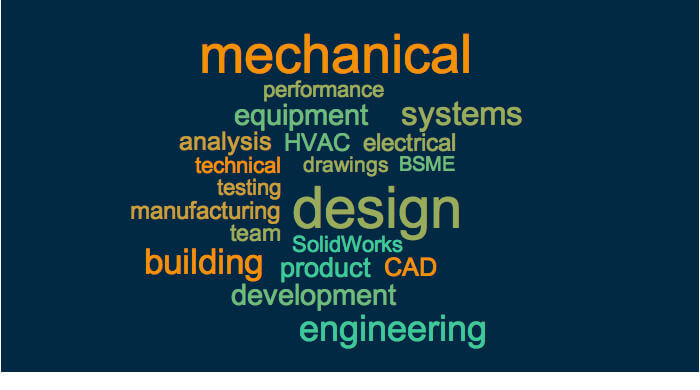 mechanical
performance
equipment systems
analysis HVAC electrical
technical drawings BSME
testing
manufacturing design
team
SolidWorks
building product CAD
development
engineering